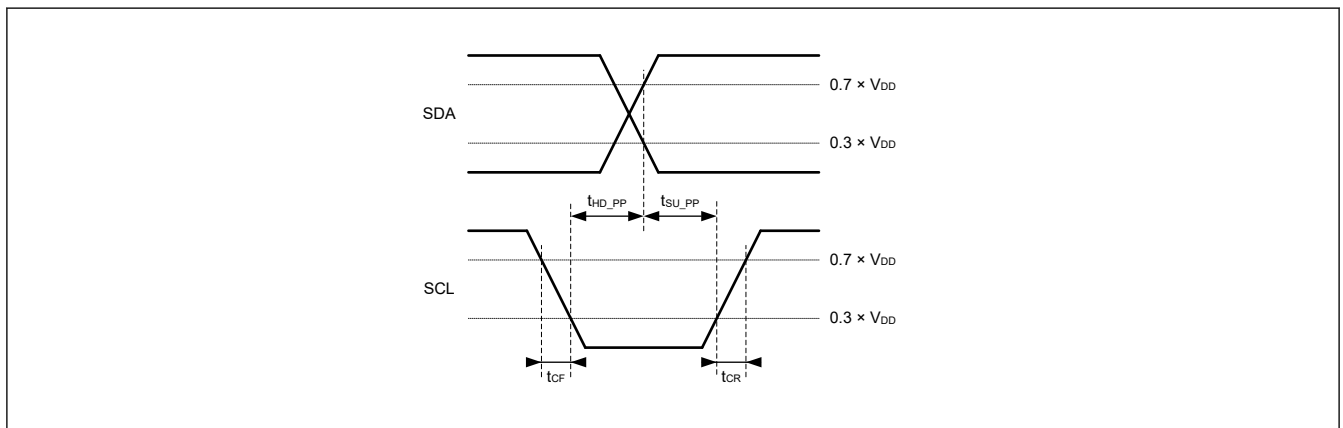 0.7 × VDD
SDA
0.3 × VDD
tHD_PP
tSU_PP
0.7 × VDD
SCL
0.3 × VDD
tCF
tCR